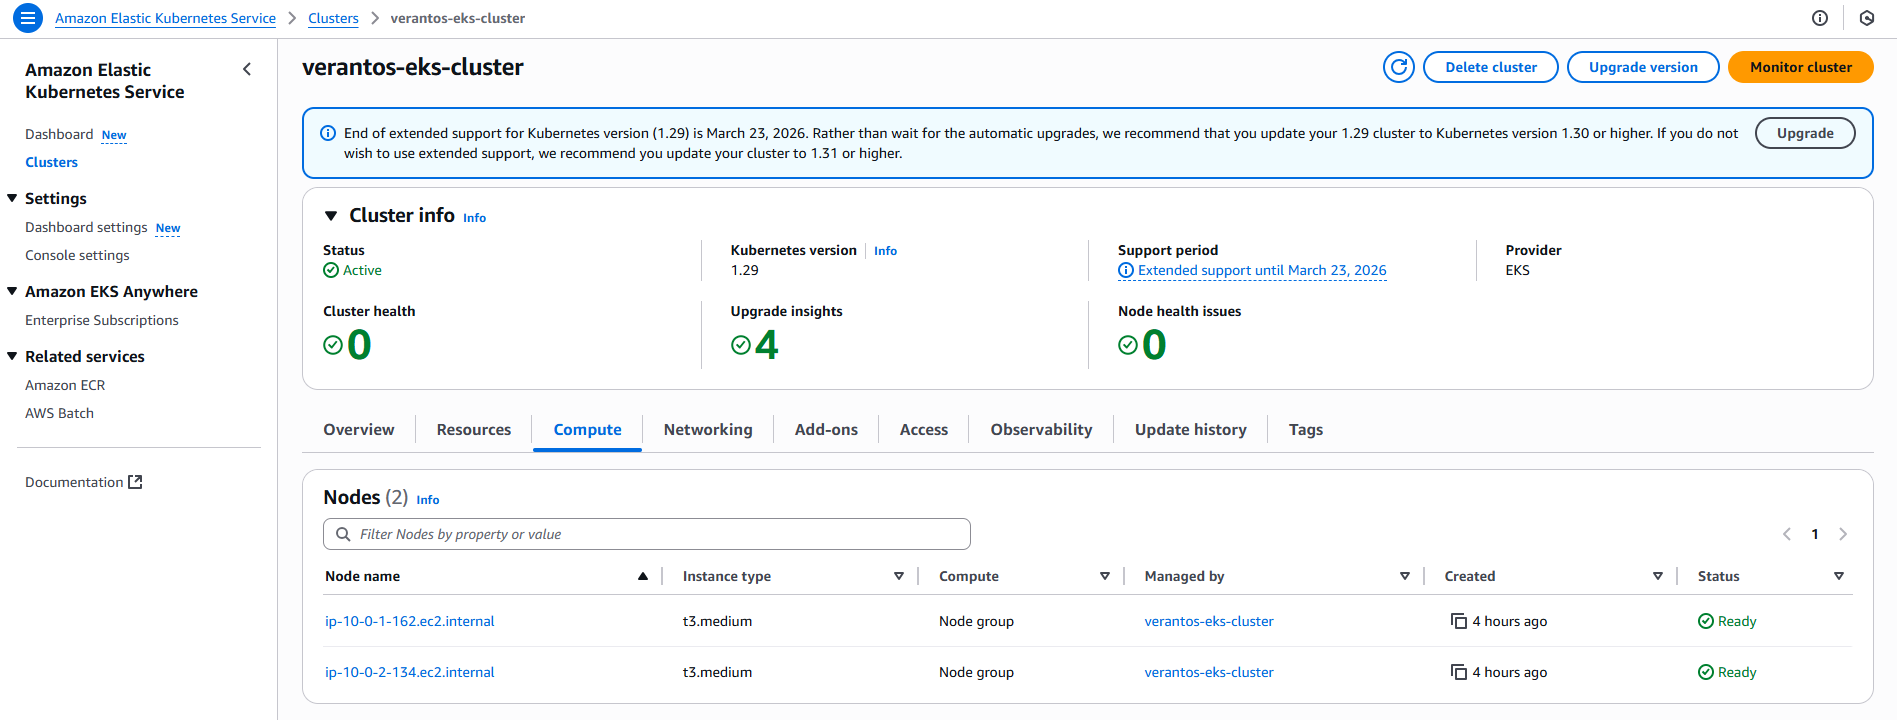 Amazon Elastic Kubernetes Service > Clusters > verantos-eks-cluster
Amazon Elastic
Kubernetes Service
Dashboard New
Clusters
Settings
Dashboard settings New
Console settings
Amazon EKS Anywhere
Enterprise Subscriptions
Related services
Amazon ECR
AWS Batch
Documentation
verantos-eks-cluster
Delete cluster
Upgrade version
Monitor cluster
End of extended support for Kubernetes version (1.29) is March 23, 2026. Rather than wait for the automatic upgrades, we recommend that you update your 1.29 cluster to Kubernetes version 1.30 or higher. If you do not
wish to use extended support, we recommend you update your cluster to 1.31 or higher.
Upgrade
Cluster info Info
Status
Active
Kubernetes version Info
1.29
Support period
Extended support until March 23, 2026
Provider
EKS
Cluster health
0
Upgrade insights
4
Node health issues
0
Overview Resources Compute Networking Add-ons Access Observability Update history Tags
Nodes (2) Info
Filter Nodes by property or value
1
Node name Instance type Compute Managed by Created Status
ip-10-0-1-162.ec2.internal t3.medium Node group verantos-eks-cluster 4 hours ago Ready
ip-10-0-2-134.ec2.internal t3.medium Node group verantos-eks-cluster 4 hours ago Ready